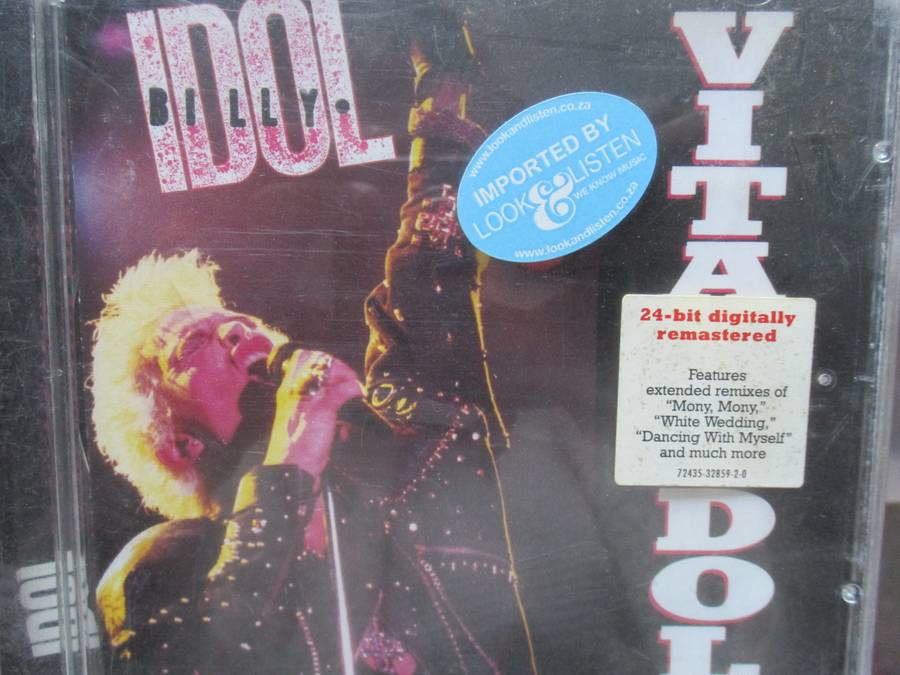 IDOL
BILLY
www.lookandlisten.co.za
IMPORTED BY
LOOK & LISTEN
WE KNOW MUSIC
www.lookandlisten.co.za
VITA
DOL
24-bit digitally
remastered
Features
extended remixes of
“Mony, Mony,”
“White Wedding,”
“Dancing With Myself”
and much more
72435-32859-2-0
IDOL